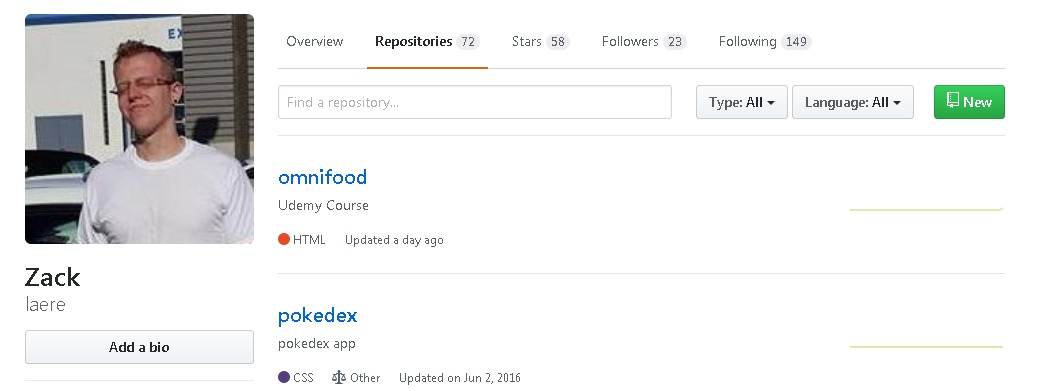 EX
Overview Repositories 72 Stars 58 Followers 23 Following 149
Find a repository... Type: All Language: All New
omnifood
Udemy Course
HTML Updated a day ago
Zack
laere
Add a bio
pokedex
pokedex app
CSS Other Updated on Jun 2, 2016